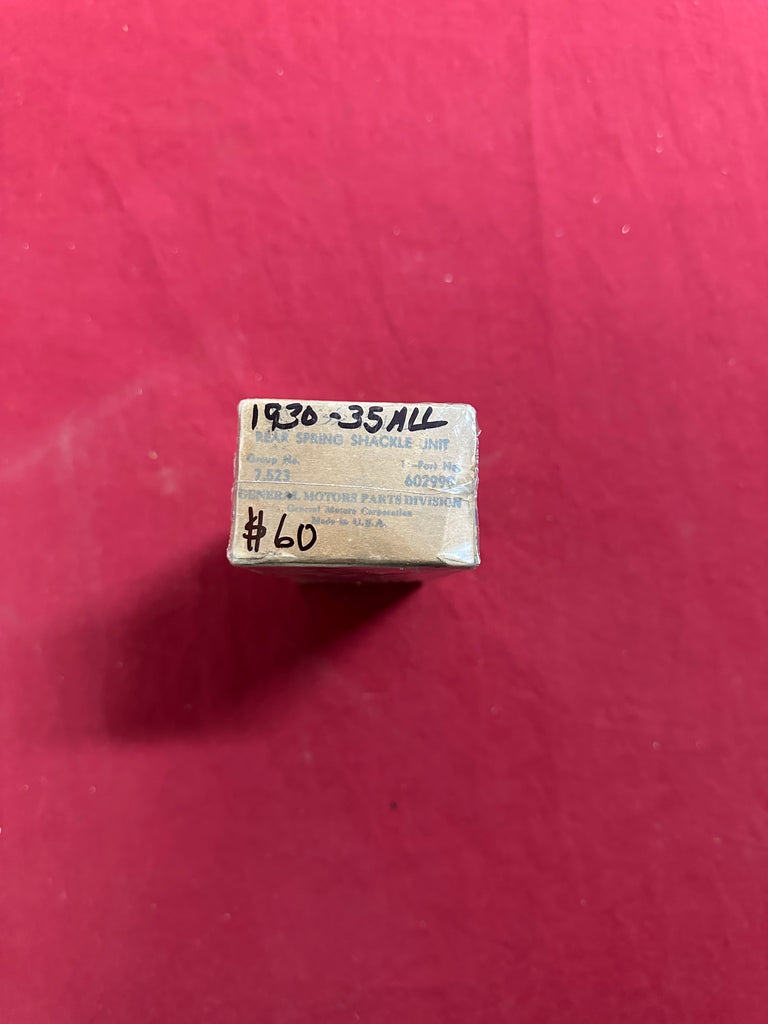 1930-35 ALL
REAR SPRING SHACKLE UNIT
Group No. 1-Part No.
7.523 602999
GENERAL MOTORS PARTS DIVISION
General Motors Corporation
Made in U.S.A.
$60